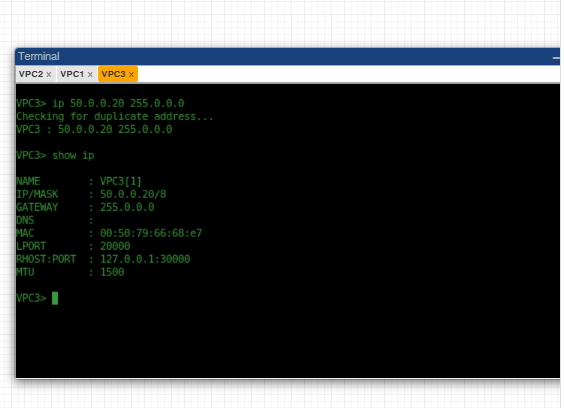 Terminal
VPC2 x VPC1 x VPC3 x
VPC3> ip 50.0.0.20 255.0.0.0
Checking for duplicate address...
VPC3 : 50.0.0.20 255.0.0.0
VPC3> show ip
NAME : VPC3[1]
IP/MASK : 50.0.0.20/8
GATEWAY : 255.0.0.0
DNS :
MAC : 00:50:79:66:68:e7
LPORT : 20000
RHOST:PORT : 127.0.0.1:30000
MTU : 1500
VPC3>